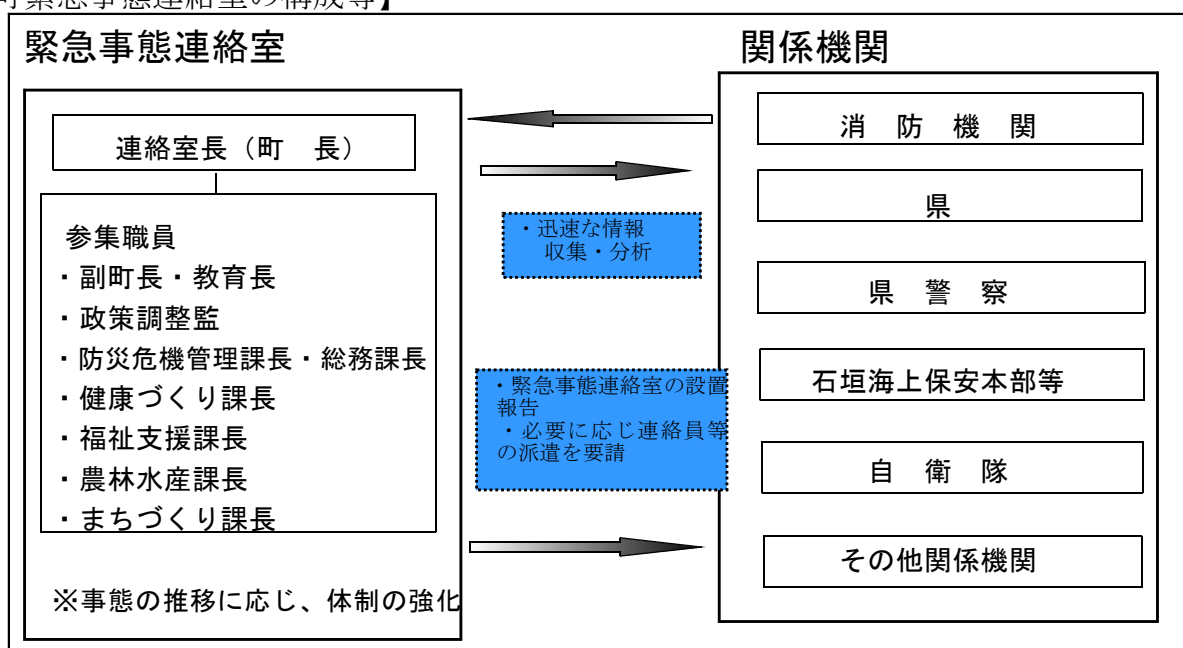 町緊急事態連絡室の構成等】
緊急事態連絡室
連絡室長(町 長)
参集職員
・副町長・教育長
・政策調整監
・防災危機管理課長・総務課長
・健康づくり課長
・福祉支援課長
・農林水産課長
・まちづくり課長
※事態の推移に応じ、体制の強化
・迅速な情報
収集・分析
・緊急事態連絡室の設置
報告
・必要に応じ連絡員等
の派遣を要請
関係機関
消 防 機 関
県
県 警 察
石垣海上保安本部等
自 衛 隊
その他関係機関